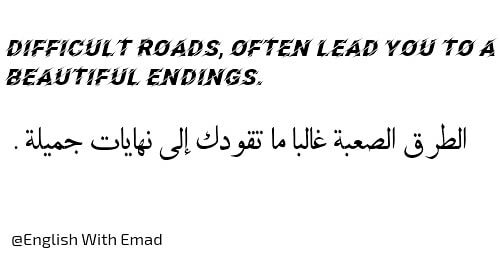 DIFFICULT ROADS, OFTEN LEAD YOU TO A
BEAUTIFUL ENDINGS.
الطرق الصعبة غالبا ما تقودك إلى نهايات جميلة .
@English With Emad